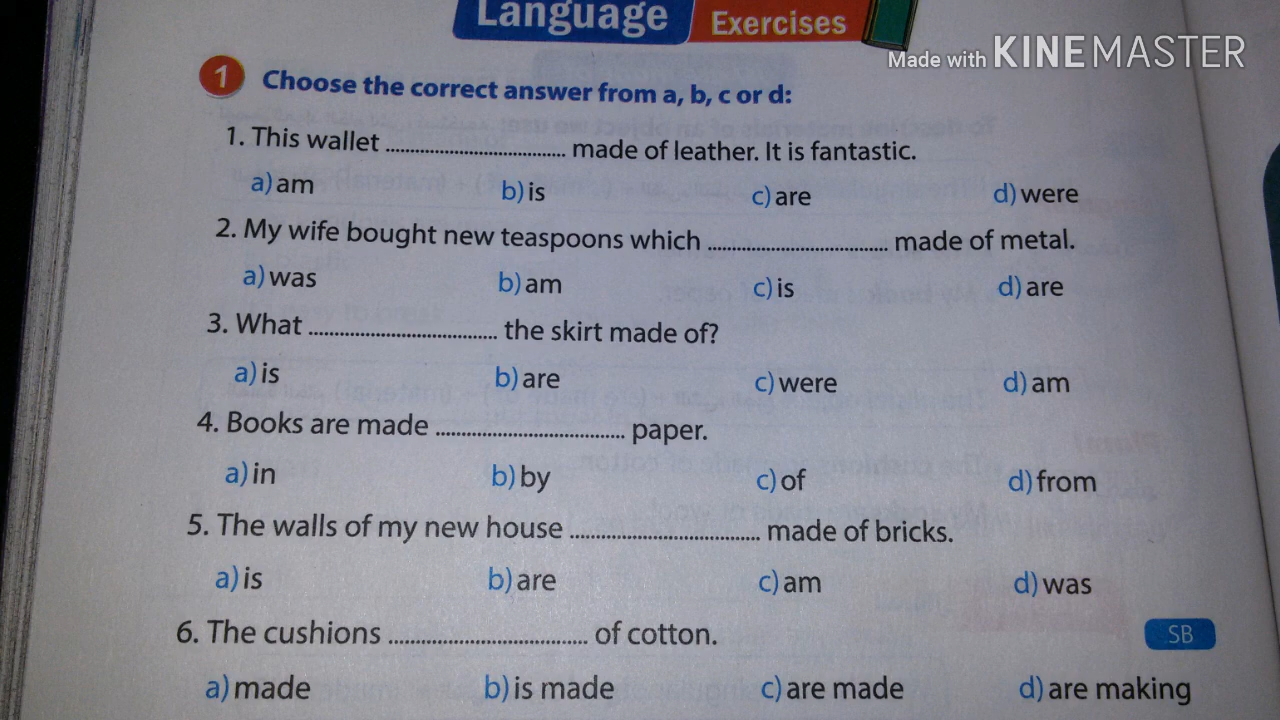 Language Exercises
Made with KINEMASTER
1 Choose the correct answer from a, b, c or d:
1. This wallet .................................... made of leather. It is fantastic.
a) am b) is c) are d) were
2. My wife bought new teaspoons which .................................... made of metal.
a) was b) am c) is d) are
3. What .................................... the skirt made of?
a) is b) are c) were d) am
4. Books are made .................................... paper.
a) in b) by c) of d) from
5. The walls of my new house .................................... made of bricks.
a) is b) are c) am d) was
6. The cushions .................................... of cotton.
SB
a) made b) is made c) are made d) are making